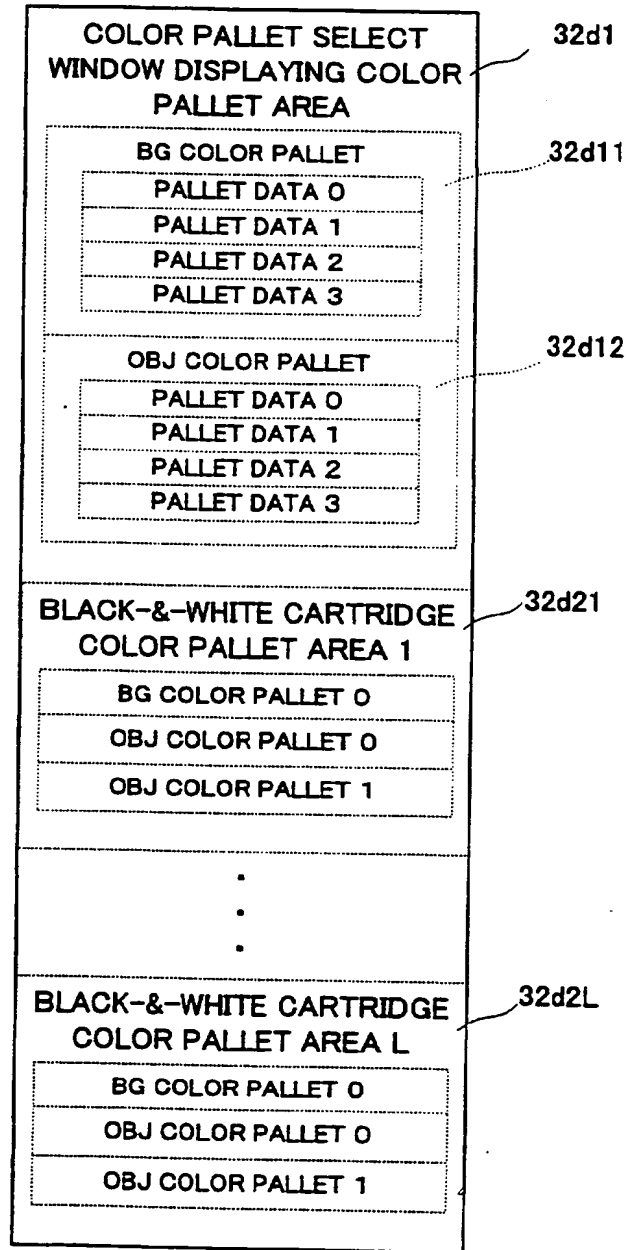 COLOR PALLET SELECT
WINDOW DISPLAYING COLOR
PALLET AREA
32d1
BG COLOR PALLET
32d11
PALLET DATA 0
PALLET DATA 1
PALLET DATA 2
PALLET DATA 3
OBJ COLOR PALLET
32d12
PALLET DATA 0
PALLET DATA 1
PALLET DATA 2
PALLET DATA 3
BLACK-&-WHITE CARTRIDGE
COLOR PALLET AREA 1
32d21
BG COLOR PALLET 0
OBJ COLOR PALLET 0
OBJ COLOR PALLET 1
BLACK-&-WHITE CARTRIDGE
COLOR PALLET AREA L
32d2L
BG COLOR PALLET 0
OBJ COLOR PALLET 0
OBJ COLOR PALLET 1